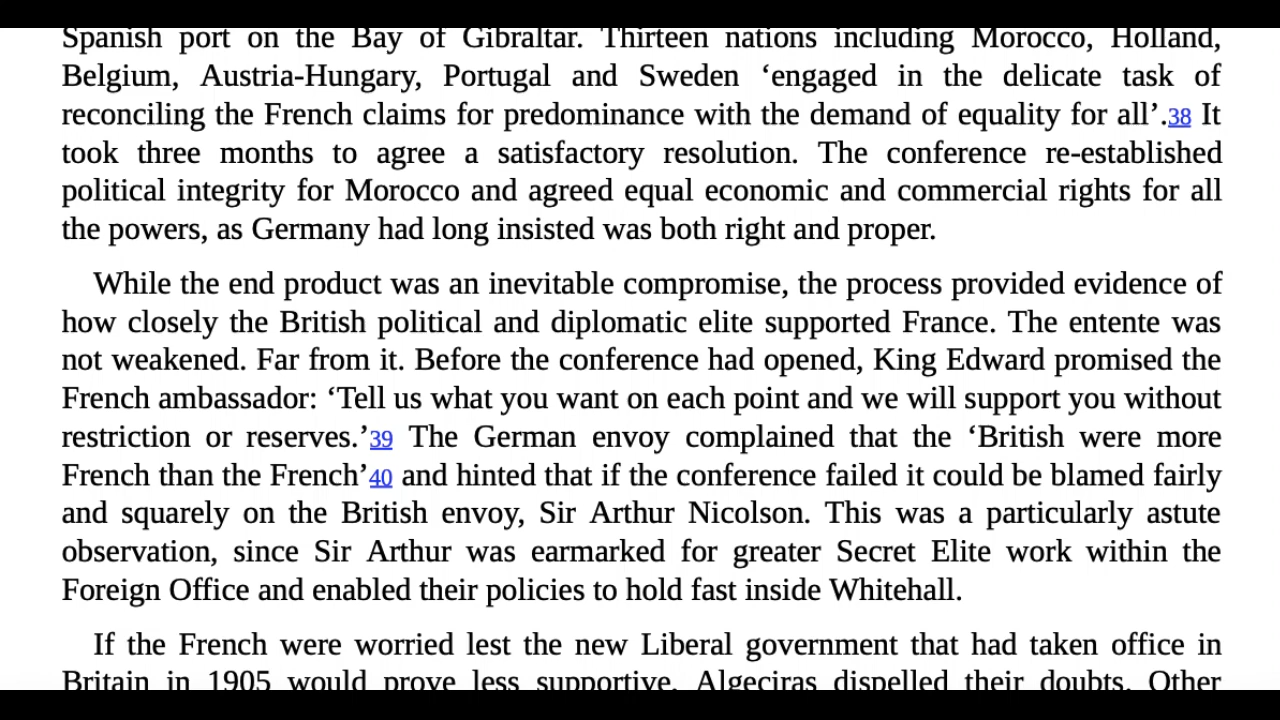 Spanish port on the Bay of Gibraltar. Thirteen nations including Morocco, Holland,
Belgium, Austria-Hungary, Portugal and Sweden ‘engaged in the delicate task of
reconciling the French claims for predominance with the demand of equality for all’.38 It
took three months to agree a satisfactory resolution. The conference re-established
political integrity for Morocco and agreed equal economic and commercial rights for all
the powers, as Germany had long insisted was both right and proper.
While the end product was an inevitable compromise, the process provided evidence of
how closely the British political and diplomatic elite supported France. The entente was
not weakened. Far from it. Before the conference had opened, King Edward promised the
French ambassador: ‘Tell us what you want on each point and we will support you without
restriction or reserves.’39 The German envoy complained that the ‘British were more
French than the French’40 and hinted that if the conference failed it could be blamed fairly
and squarely on the British envoy, Sir Arthur Nicolson. This was a particularly astute
observation, since Sir Arthur was earmarked for greater Secret Elite work within the
Foreign Office and enabled their policies to hold fast inside Whitehall.
If the French were worried lest the new Liberal government that had taken office in
Britain in 1905 would prove less supportive, Algeciras dispelled their doubts. Other